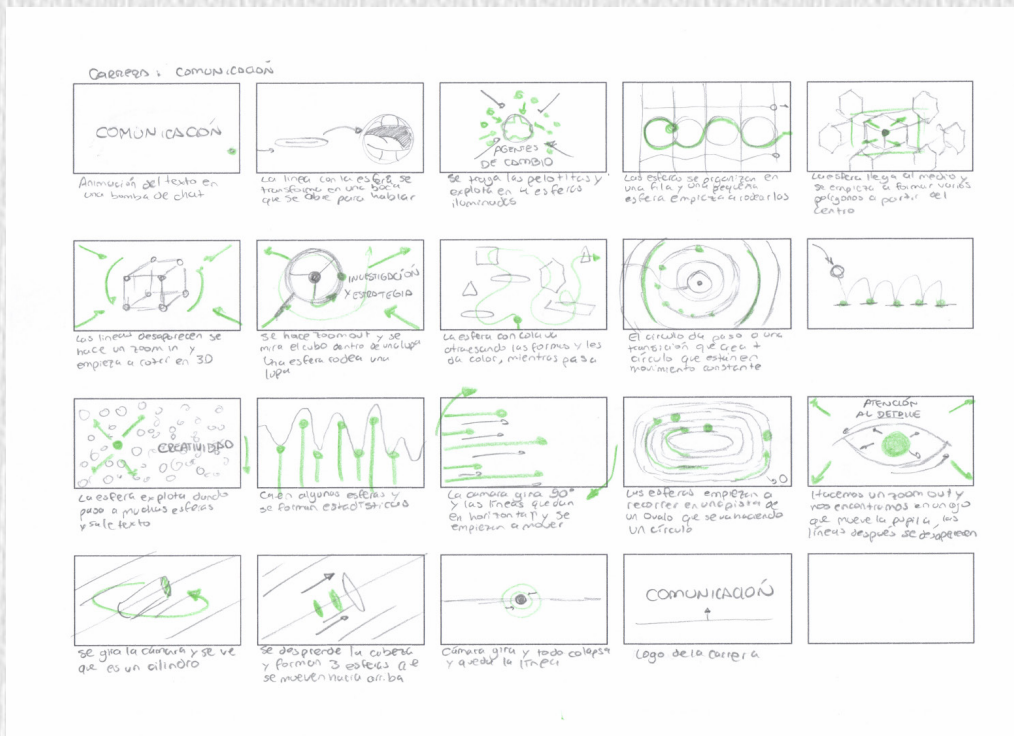 CARRERA: COMUNICACIÓN
COMUNICACIÓN
Animación del texto en
una bumba de chat
La linea con la esfera se
transforma en una boca
que se abre para hablar
AGENTES
DE CAMBIO
se traga las pelotitas y
explota en 4 esferas
iluminadas
Las esferas se organizan en
una fila y una pequeña
esfera empieza a rodearlas
La esfera llega al medio y
se empieza a formar varios
polígonos a partir del
centro
Las lineas desaparecen se
hace un zoom in y
empieza a rotar en 3D
INVESTIGACIÓN
Y ESTRATEGIA
Se hace zoom out y se
mira el cubo dentro de una lupa
Una esfera rodea una
lupa
La esfera con cola va
atravesando las formas y les
da color, mientras pasa
El círculo da paso a una
transición que crea +
círculo que están en
movimiento constante
CREATIVIDAD
La esfera explota dando
paso a muchas esferas
y sale texto
Caen algunas esferas y
se forman estadísticas
La cámara gira 90°
y las líneas quedan
en horizontal y se
empiezan a mover
Las esferas empiezan a
recorrer en una pista de
un ovalo que se va haciendo
un círculo
ATENCIÓN
AL DETALLE
Hacemos un zoom out y
nos encontramos en un ojo
que mueve la pupila, las
líneas después se desaparecen
se gira la cámara y se ve
que es un cilindro
Se desprende la cabeza
y forman 3 esferas que
se mueven hacia arriba
Cámara gira y todo colapsa
y queda la línea
COMUNICACIÓN
Logo de la carrera